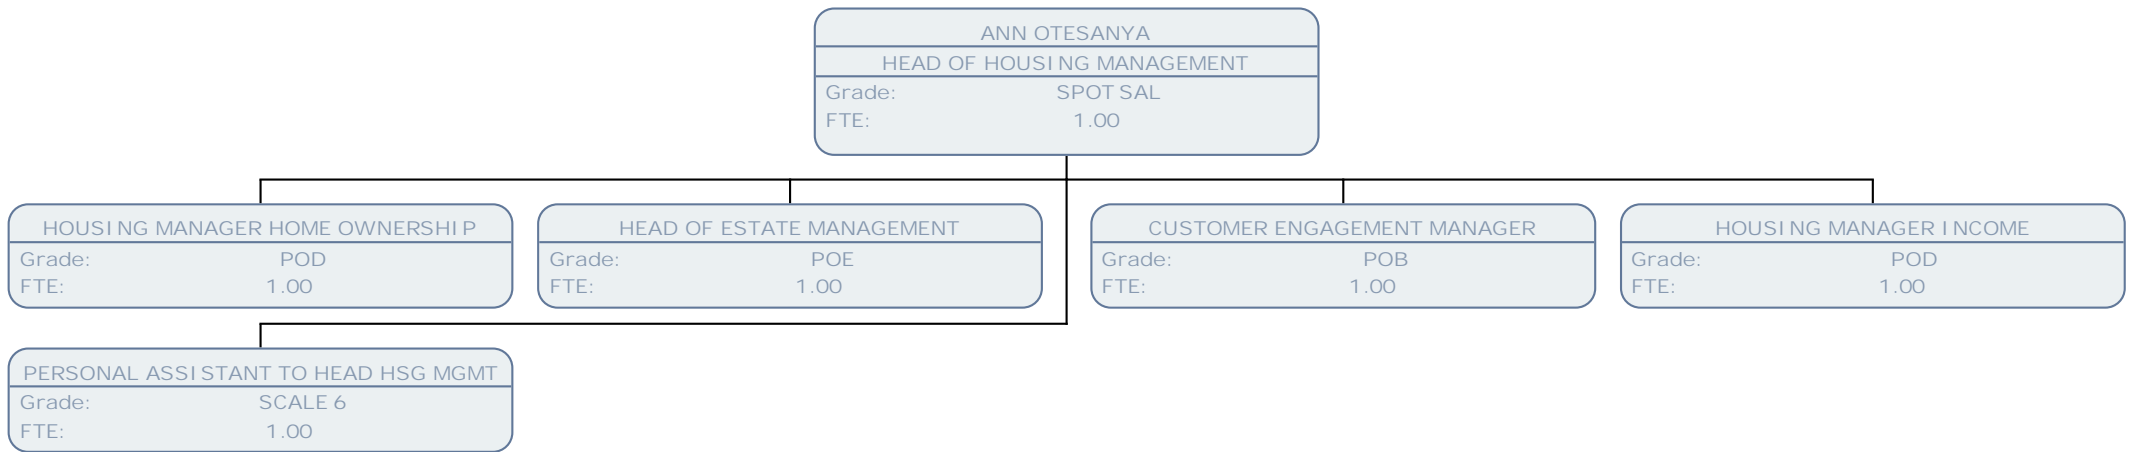 ANN OTESANYA
HEAD OF HOUSING MANAGEMENT
Grade: SPOT SAL
FTE: 1.00
HOUSING MANAGER HOME OWNERSHIP
Grade: POD
FTE: 1.00
HEAD OF ESTATE MANAGEMENT
Grade: POE
FTE: 1.00
CUSTOMER ENGAGEMENT MANAGER
Grade: POB
FTE: 1.00
HOUSING MANAGER INCOME
Grade: POD
FTE: 1.00
PERSONAL ASSISTANT TO HEAD HSG MGMT
Grade: SCALE 6
FTE: 1.00